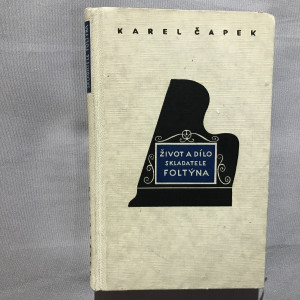 KAREL ČAPEK
ŽIVOT A DÍLO
SKLADATELE
FOLTÝNA